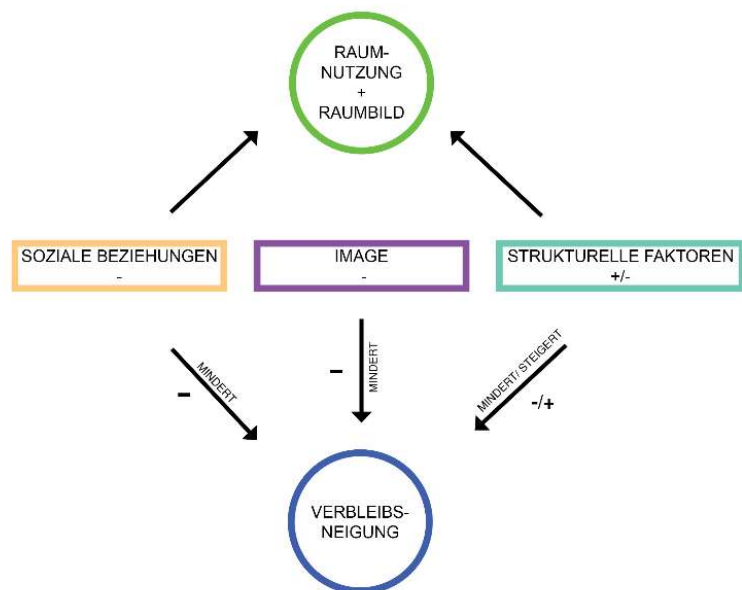 RAUM-
NUTZUNG
+
RAUMBILD
SOZIALE BEZIEHUNGEN
-
IMAGE
-
STRUKTURELLE FAKTOREN
+/-
MINDERT
-
MINDERT
-
MINDERT/ STEIGERT
-/+
VERBLEIBS-
NEIGUNG